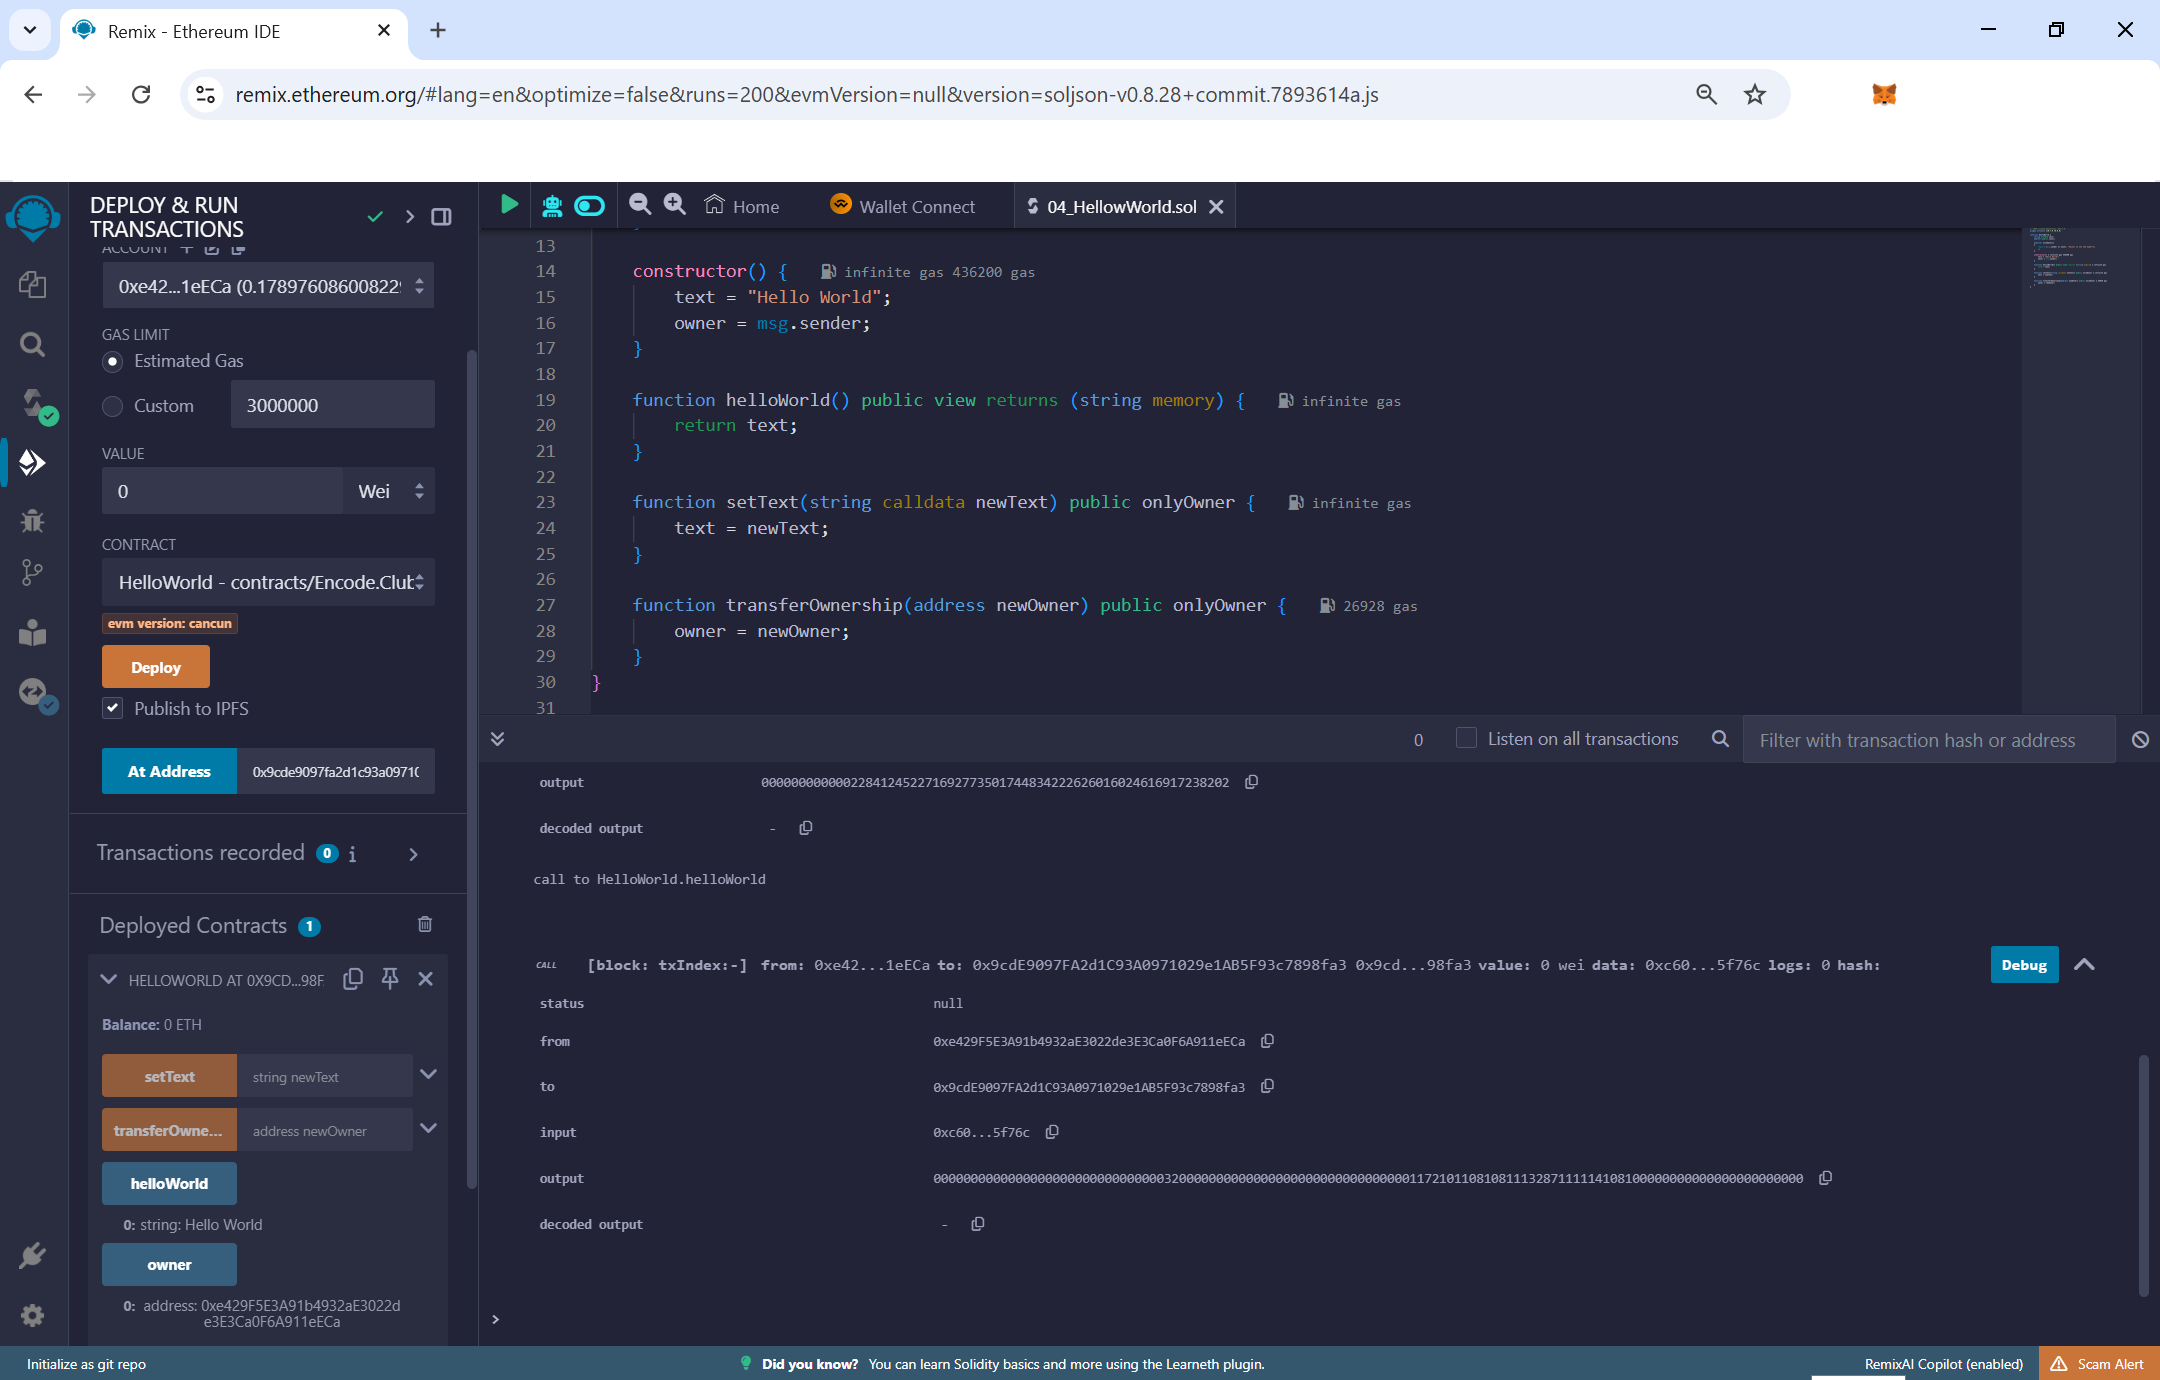 Remix - Ethereum IDE
remix.ethereum.org/#lang=en&optimize=false&runs=200&evmVersion=null&version=soljson-v0.8.28+commit.7893614a.js
DEPLOY & RUN
TRANSACTIONS
ACCOUNT
0xe42...1eECa (0.178976086008229
GAS LIMIT
Estimated Gas
Custom
3000000
VALUE
0
Wei
CONTRACT
HelloWorld - contracts/Encode.Club
evm version: cancun
Deploy
Publish to IPFS
At Address
0x9cde9097fa2d1c93a0971(
Transactions recorded 0 i
Deployed Contracts 1
HELLOWORLD AT 0X9CD...98F
Balance: 0 ETH
setText
string newText
transferOwne...
address newOwner
helloWorld
0: string: Hello World
owner
0: address: 0xe429F5E3A91b4932aE3022d
e3E3Ca0F6A911eECa
Home
Wallet Connect
04_HellowWorld.sol
13
14 constructor() { infinite gas 436200 gas
15 text = "Hello World";
16 owner = msg.sender;
17 }
18
19 function helloWorld() public view returns (string memory) { infinite gas
20 return text;
21 }
22
23 function setText(string calldata newText) public onlyOwner { infinite gas
24 text = newText;
25 }
26
27 function transferOwnership(address newOwner) public onlyOwner { 26928 gas
28 owner = newOwner;
29 }
30 }
31
0
Listen on all transactions
Filter with transaction hash or address
decoded output -
call to HelloWorld.helloWorld
CALL [block: txIndex:-] from: 0xe42...1eECa to: 0x9cdE9097FA2d1C93A0971029e1AB5F93c7898fa3 0x9cd...98fa3 value: 0 wei data: 0xc60...5f76c logs: 0 hash:
Debug
status null
from 0xe429F5E3A91b4932aE3022de3E3Ca0F6A911eECa
to 0x9cdE9097FA2d1C93A0971029e1AB5F93c7898fa3
input 0xc60...5f76c
output
decoded output -
>
Initialize as git repo
Did you know? You can learn Solidity basics and more using the Learneth plugin.
RemixAI Copilot (enabled)
Scam Alert